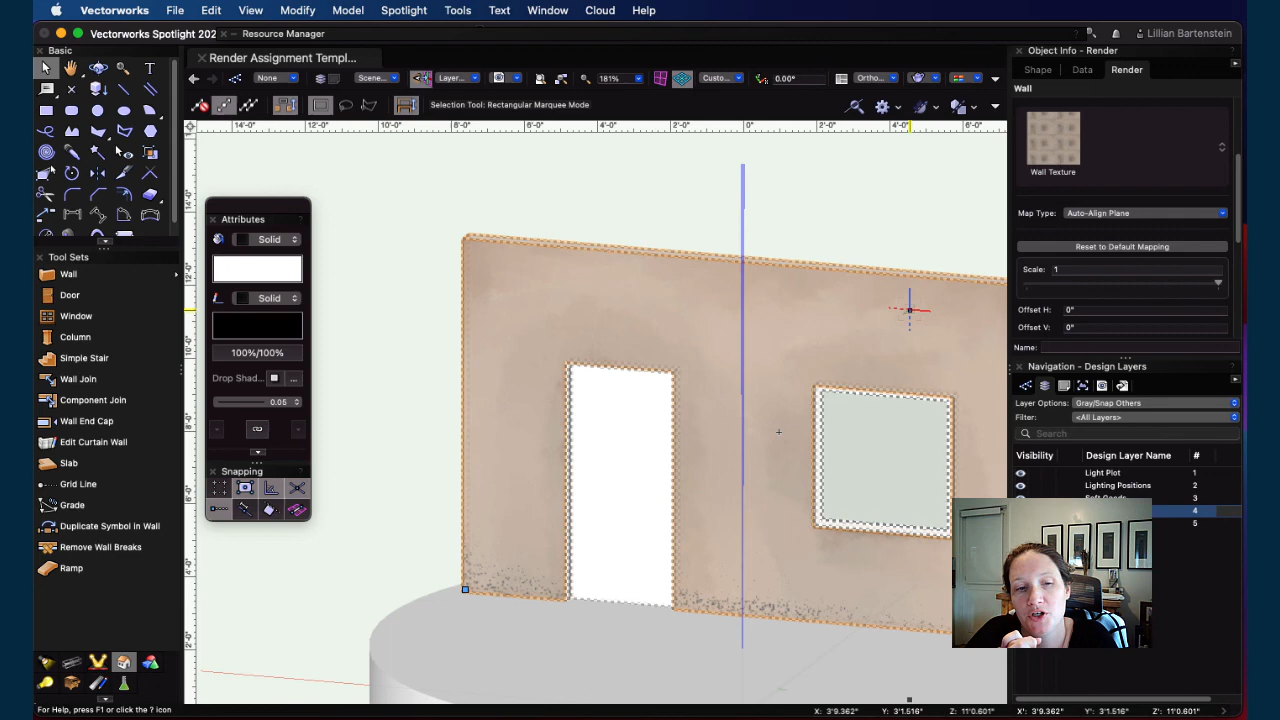 Vectorworks File Edit View Modify Model Spotlight Tools Text Window Cloud Help
Vectorworks Spotlight 202
Resource Manager
Lillian Bartenstein
Basic
Render Assignment Templ...
None
Scene...
Layer...
181%
Custo...
0.00°
Ortho...
Selection Tool: Rectangular Marquee Mode
14'-0" 12'-0" 10'-0" 8'-0" 6'-0" 4'-0" 2'-0" 0" 2'-0" 4'-0" 6'-0"
Tool Sets
Wall
Door
Window
Column
Simple Stair
Wall Join
Component Join
Wall End Cap
Edit Curtain Wall
Slab
Grid Line
Grade
Duplicate Symbol in Wall
Remove Wall Breaks
Ramp
For Help, press F1 or click the ? icon
Attributes ?
Solid
Solid
100%/100%
Drop Shad...
...
0.05
Snapping ?
Object Info - Render
Shape Data Render
Wall
Wall Texture
Map Type: Auto-Align Plane
Reset to Default Mapping
Scale: 1
Offset H: 0"
Offset V: 0"
Name:
Navigation - Design Layers
Layer Options: Gray/Snap Others
Filter: <All Layers>
Search
Visibility Design Layer Name #
Light Plot 1
Lighting Positions 2
Soft Goods 3
4
5
X: 3'9.362" Y: 3'1.516" Z: 11'0.601" X': 3'9.362" Y': 3'1.516" Z': 11'0.601"